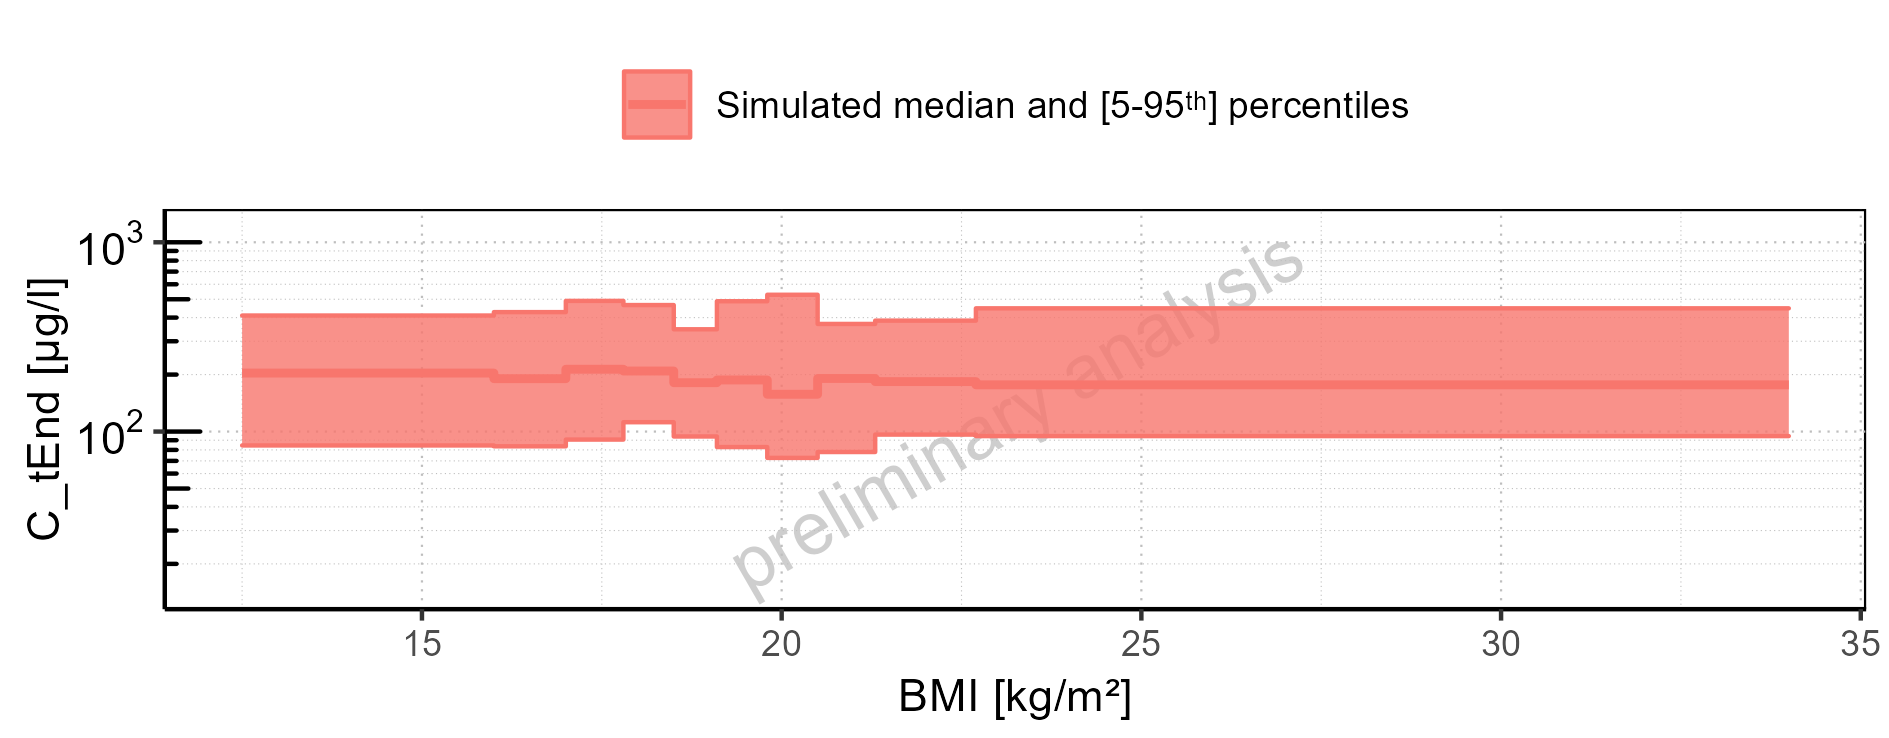 Simulated median and [5-95ᵗʰ] percentiles
10³
10²
C_tEnd [µg/l]
preliminary analysis
15 20 25 30 35
BMI [kg/m²]